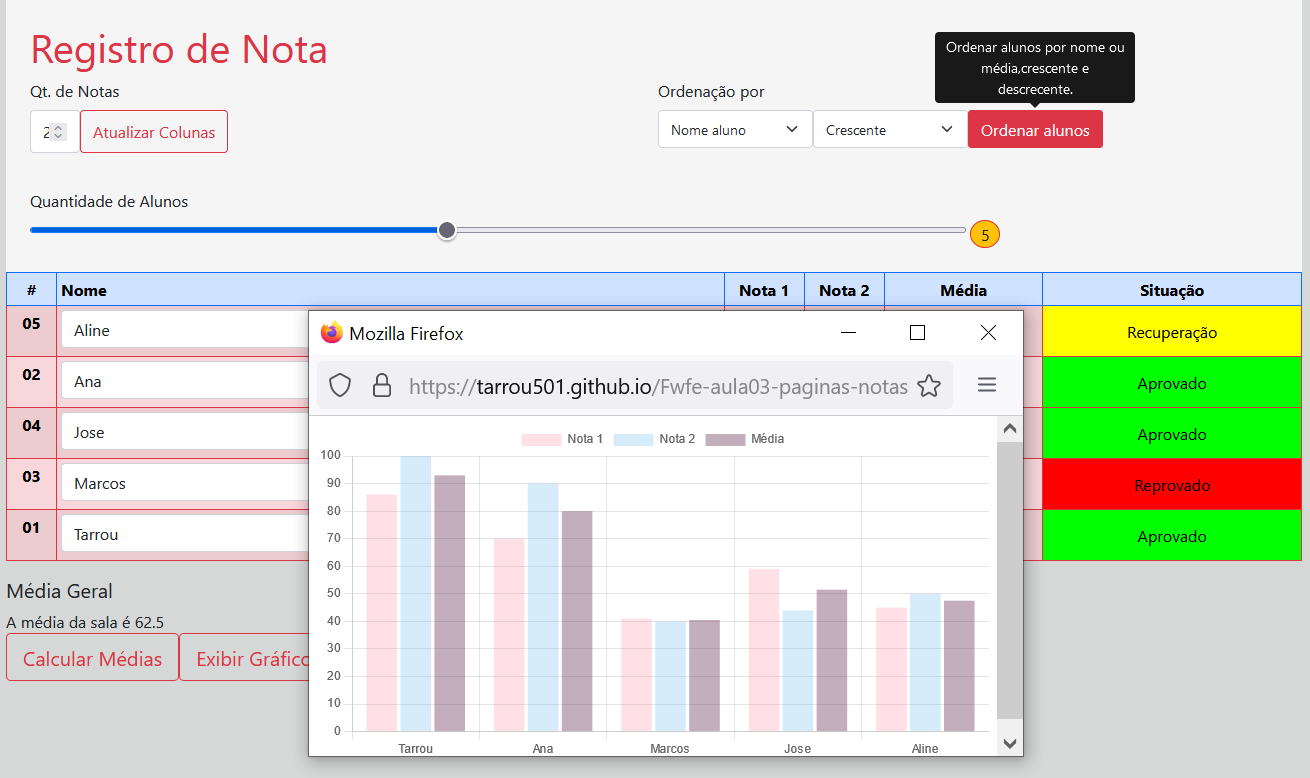 Registro de Nota
Ordenar alunos por nome ou
média,crescente e
descrecente.
Qt. de Notas
Ordenação por
2 Atualizar Colunas
Nome aluno Crescente Ordenar alunos
Quantidade de Alunos
5
# Nome Nota 1 Nota 2 Média Situação
05 Aline Recuperação
02 Ana Aprovado
04 Jose Aprovado
03 Marcos Reprovado
01 Tarrou Aprovado
Média Geral
A média da sala é 62.5
Calcular Médias Exibir Gráfico
Mozilla Firefox
https://tarrou501.github.io/Fwfe-aula03-paginas-notas
Nota 1 Nota 2 Média
100
90
80
70
60
50
40
30
20
10
0
Tarrou Ana Marcos Jose Aline